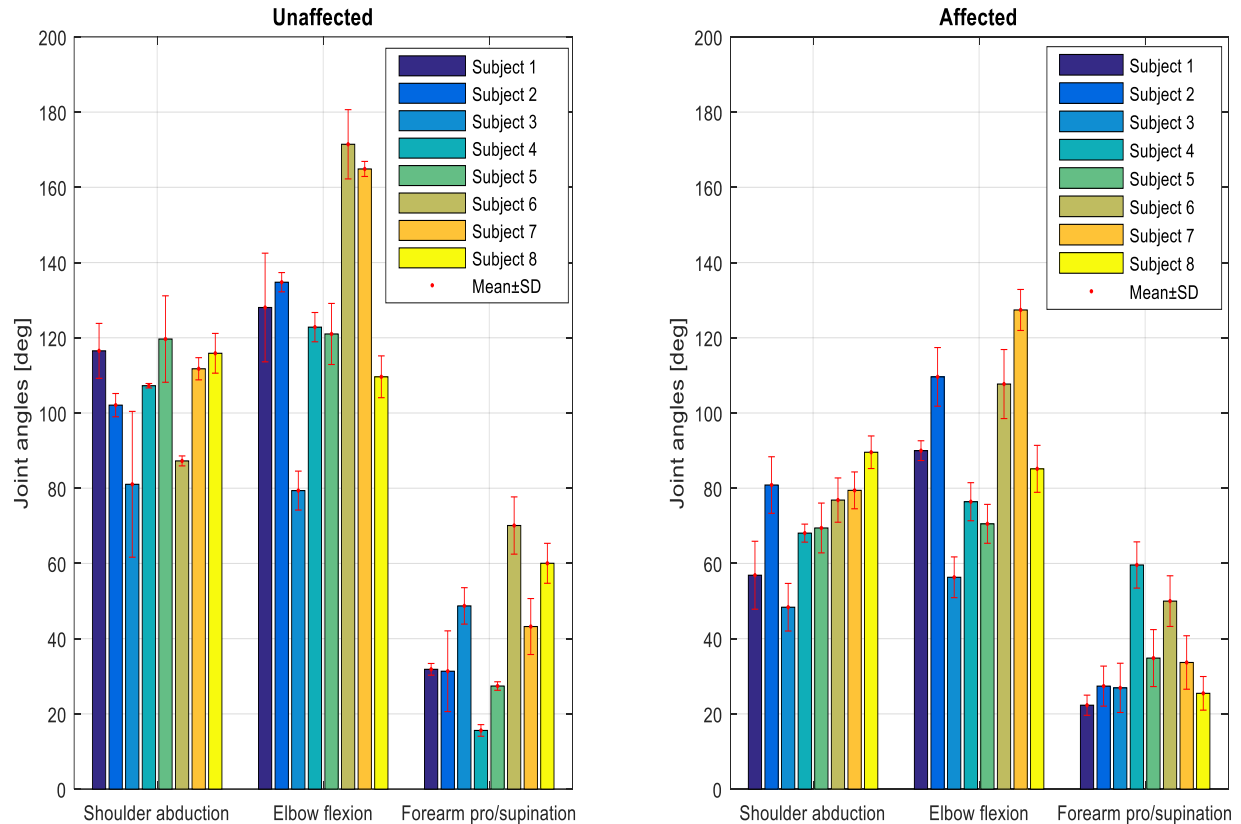 Unaffected
Joint angles [deg]
200
180
160
140
120
100
80
60
40
20
0
Subject 1
Subject 2
Subject 3
Subject 4
Subject 5
Subject 6
Subject 7
Subject 8
Mean±SD
Shoulder abduction
Elbow flexion
Forearm pro/supination
Affected
Joint angles [deg]
200
180
160
140
120
100
80
60
40
20
0
Subject 1
Subject 2
Subject 3
Subject 4
Subject 5
Subject 6
Subject 7
Subject 8
Mean±SD
Shoulder abduction
Elbow flexion
Forearm pro/supination